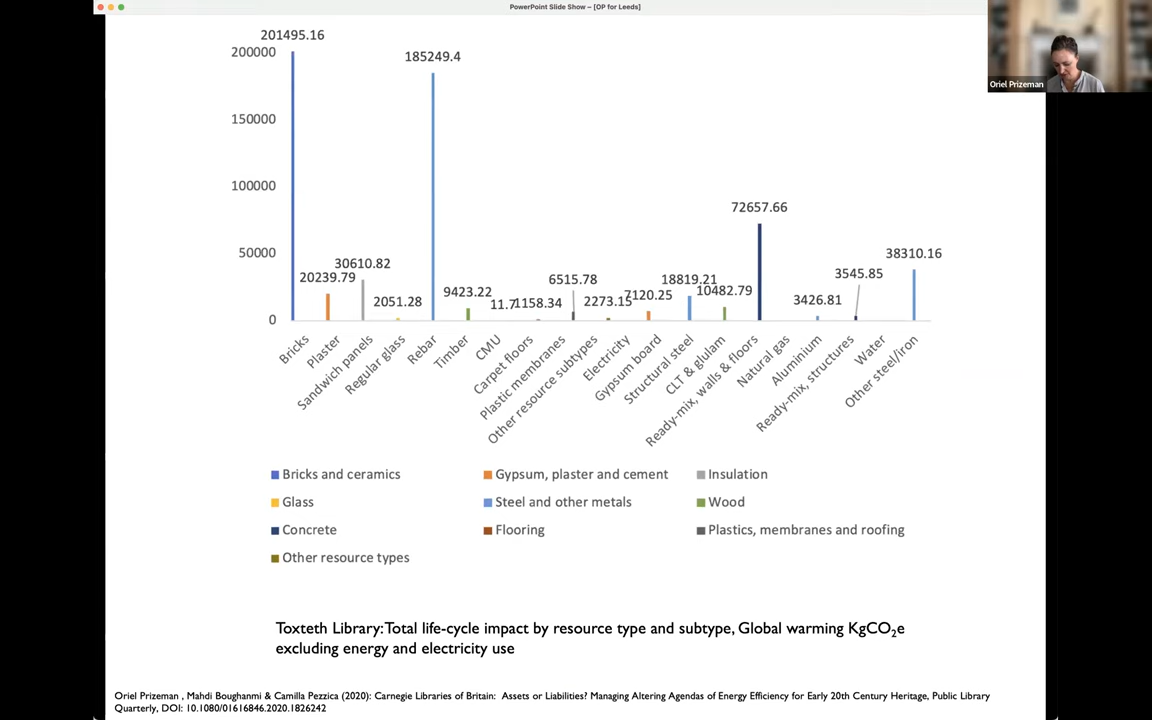 PowerPoint Slide Show – [OP for Leeds]
Oriel Prizeman
201495.16
200000
185249.4
150000
100000
72657.66
50000
38310.16
30610.82
20239.79
2051.28
9423.22
11.7
1158.34
6515.78
2273.15
7120.25
18819.21
10482.79
3426.81
3545.85
0
Bricks
Plaster
Sandwich panels
Regular glass
Rebar
Timber
CMU
Carpet floors
Plastic membranes
Other resource subtypes
Electricity
Gypsum board
Structural steel
CLT & glulam
Ready-mix, walls & floors
Natural gas
Aluminium
Ready-mix, structures
Water
Other steel/iron
Bricks and ceramics
Gypsum, plaster and cement
Insulation
Glass
Steel and other metals
Wood
Concrete
Flooring
Plastics, membranes and roofing
Other resource types
Toxteth Library:Total life-cycle impact by resource type and subtype, Global warming KgCO₂e
excluding energy and electricity use
Oriel Prizeman , Mahdi Boughanmi & Camilla Pezzica (2020): Carnegie Libraries of Britain: Assets or Liabilities? Managing Altering Agendas of Energy Efficiency for Early 20th Century Heritage, Public Library
Quarterly, DOI: 10.1080/01616846.2020.1826242